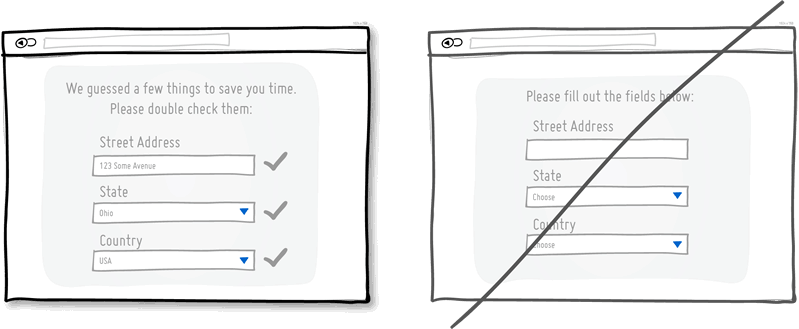 We guessed a few things to save you time.
Please double check them:
Street Address
123 Some Avenue
State
Ohio
Country
USA
Please fill out the fields below:
Street Address
State
Choose
Country
Choose